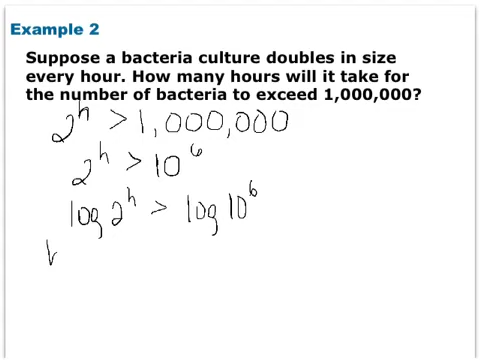 Example 2
Suppose a bacteria culture doubles in size
every hour. How many hours will it take for
the number of bacteria to exceed 1,000,000?
2^h > 1,000,000
2^h > 10^6
log 2^h > log 10^6